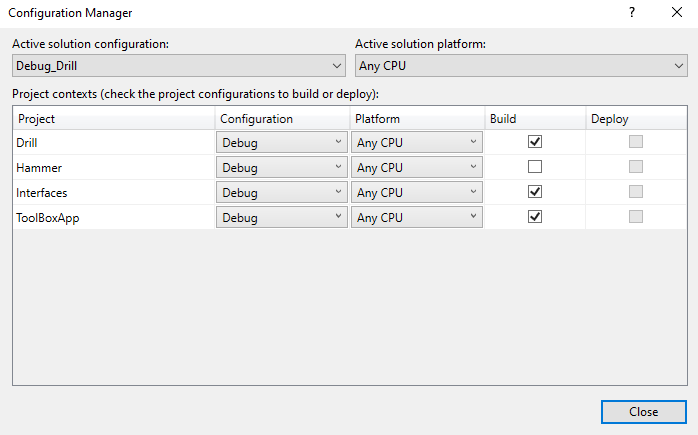 Configuration Manager ?
Active solution configuration: Active solution platform:
Debug_Drill Any CPU
Project contexts (check the project configurations to build or deploy):
Project Configuration Platform Build Deploy
Drill Debug Any CPU
Hammer Debug Any CPU
Interfaces Debug Any CPU
ToolBoxApp Debug Any CPU
Close